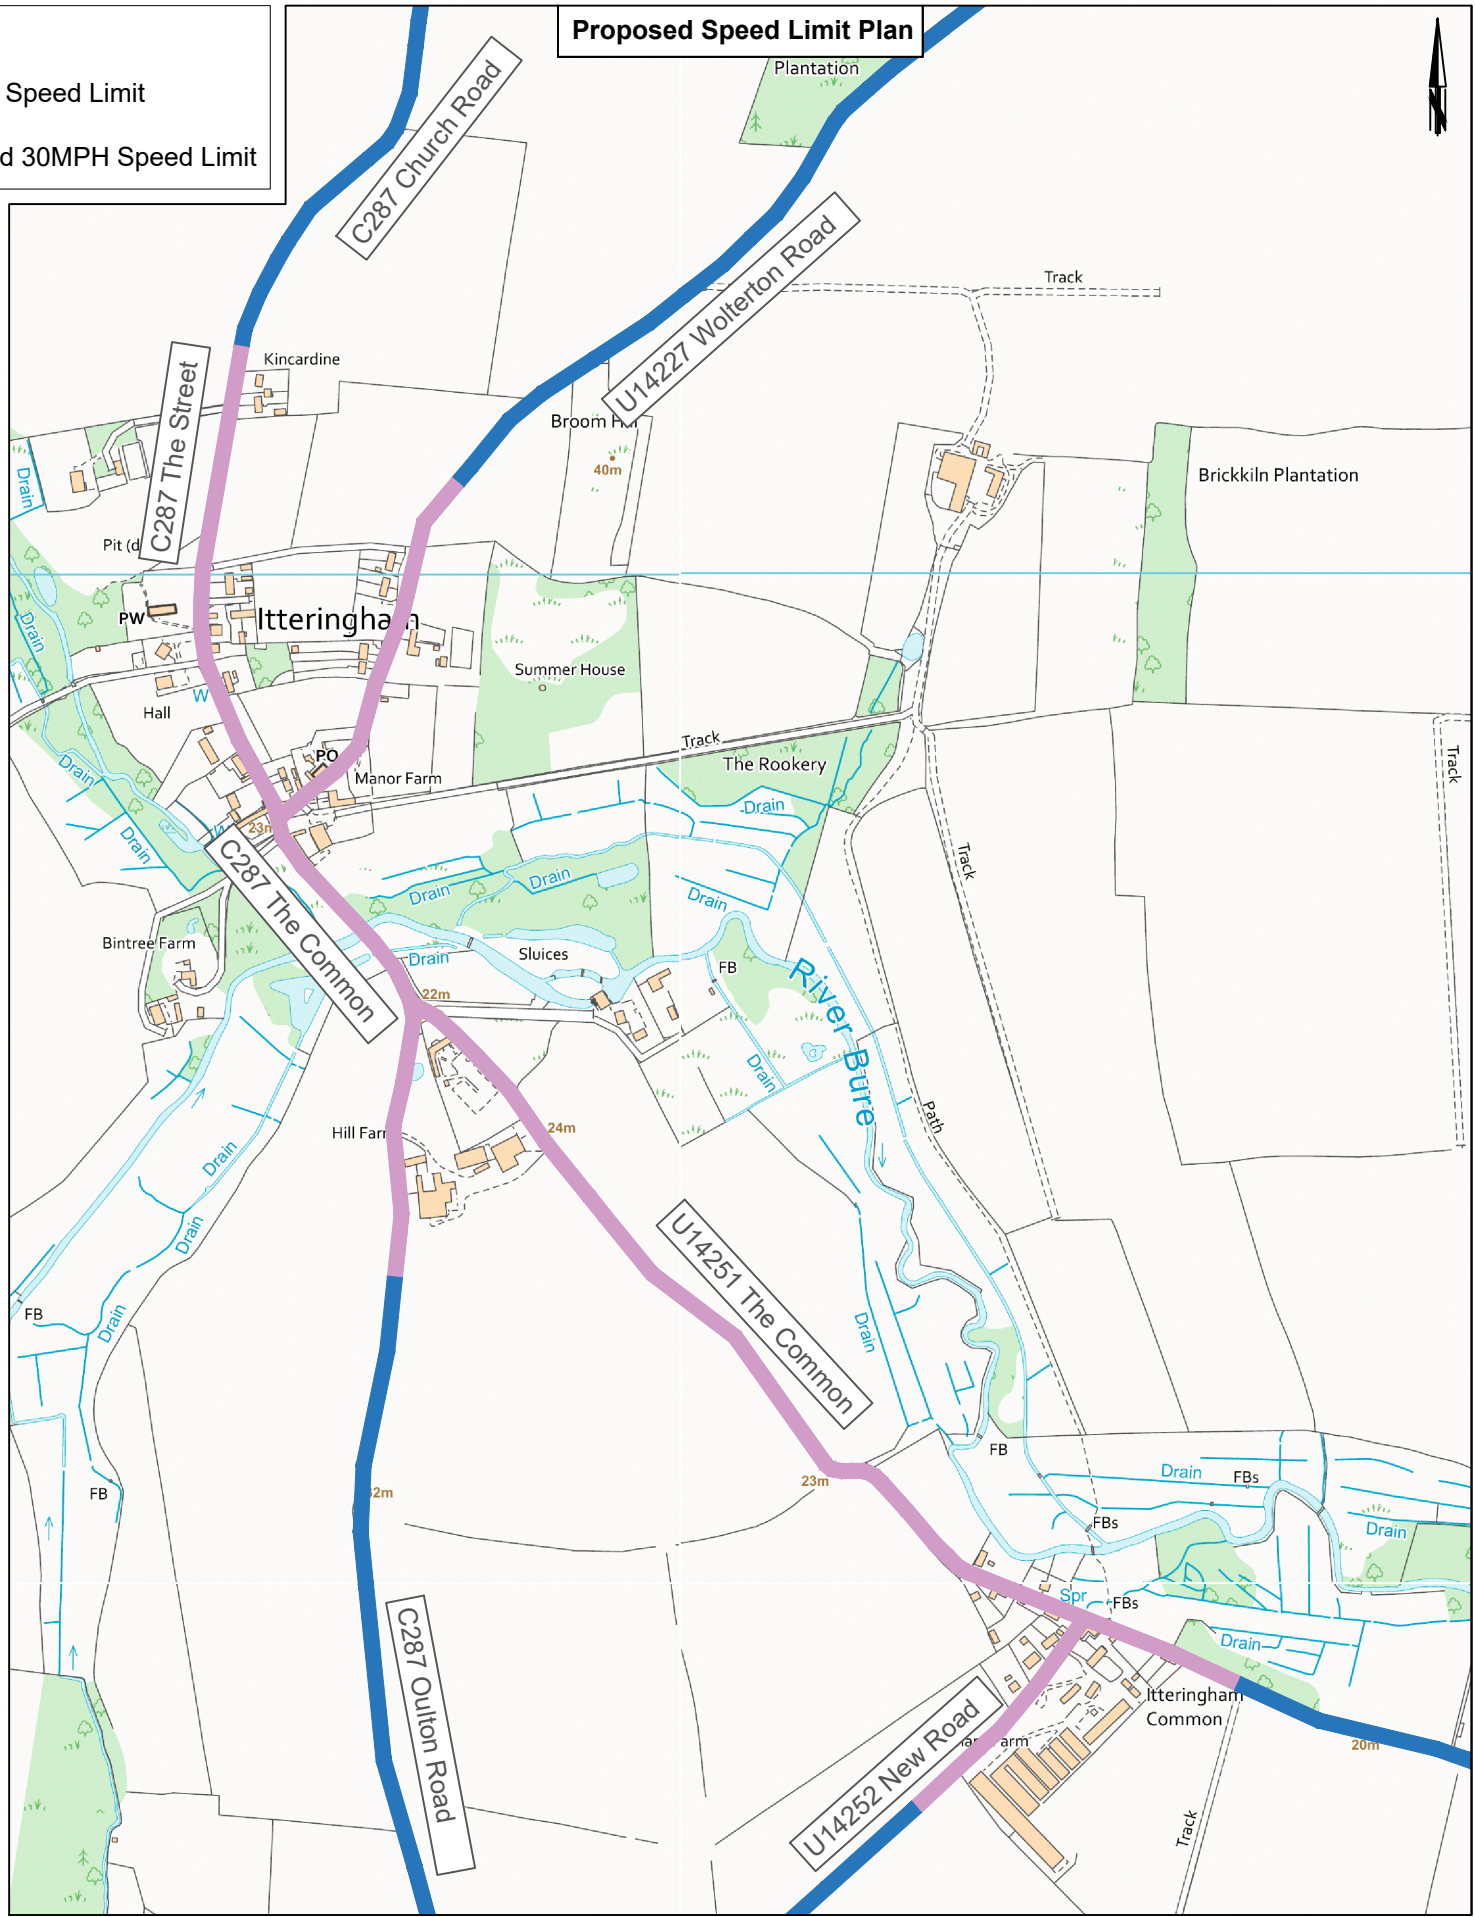 Proposed Speed Limit Plan
Speed Limit
d 30MPH Speed Limit
N
Plantation
C287 Church Road
U14227 Wolterton Road
Track
Kincardine
C287 The Street
Broom H
40m
Drain
Brickkiln Plantation
Pit (d
PW
Itteringham
Drain
Summer House
W
Hall
Track
Track
PO
The Rookery
Manor Farm
Drain
Drain
23m
W
Drain
Track
C287 The Common
Drain
Drain
Drain
Bintree Farm
Drain
Sluices
FB
River Bure
22m
Drain
Path
Hill Far
24m
Drain
Drain
U14251 The Common
FB
Drain
Drain
FB
23m
Drain
FBs
FB
32m
FBs
Drain
Spr
FBs
C287 Oulton Road
Drain
Itteringham
Common
U14252 New Road
arm
20m
Track